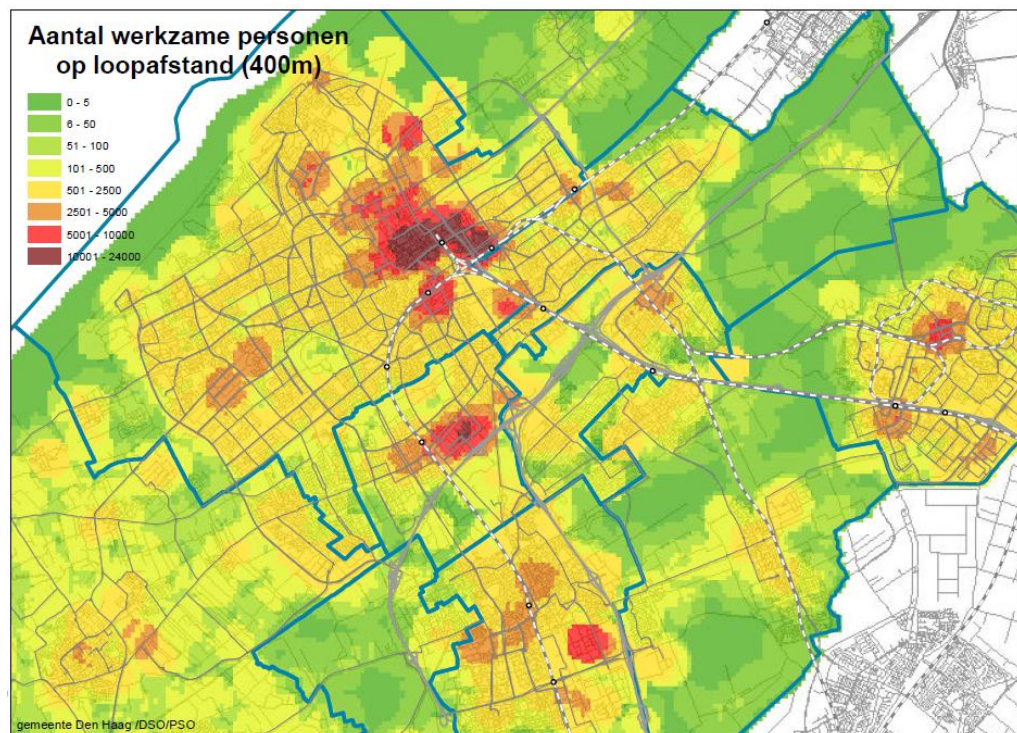 Aantal werkzame personen
op loopafstand (400m)
0 - 5
6 - 50
51 - 100
101 - 500
501 - 2500
2501 - 5000
5001 - 10000
10001 - 24000
gemeente Den Haag /DSO/PSO